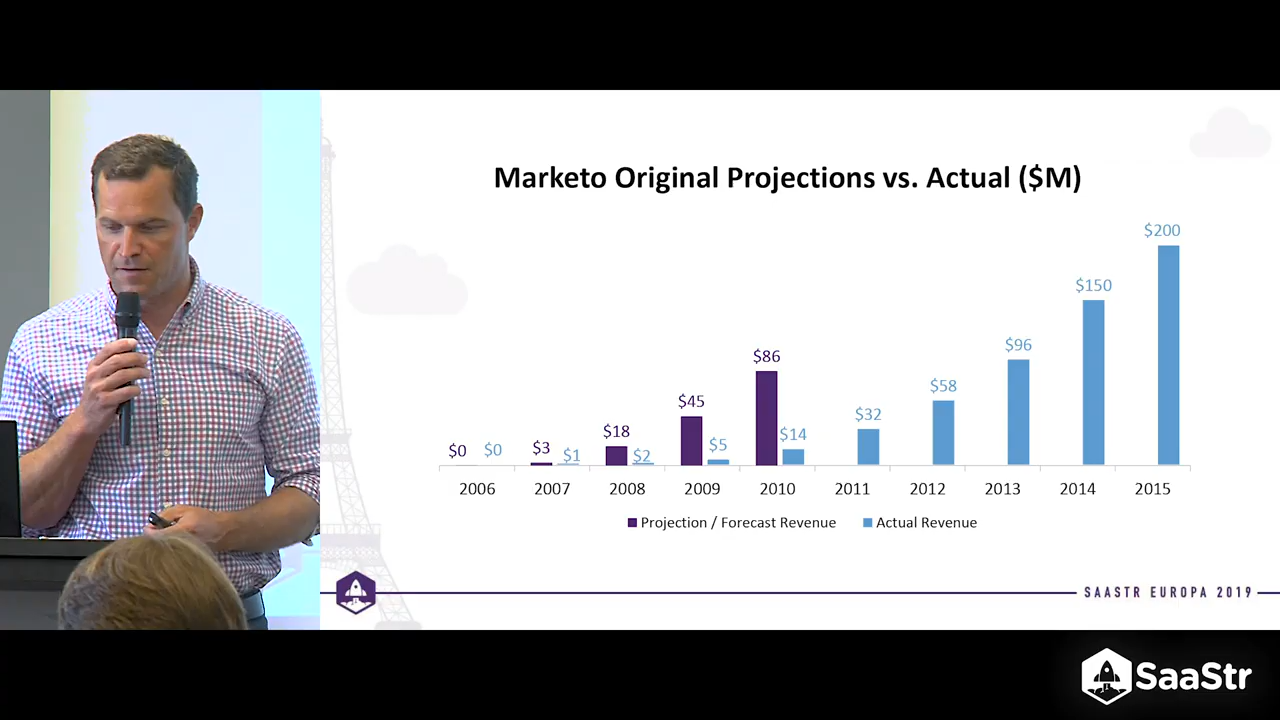 Marketo Original Projections vs. Actual ($M)
$200
$150
$96
$86
$58
$45
$32
$18
$14
$5
$3
$1
$2
$0 $0
2006 2007 2008 2009 2010 2011 2012 2013 2014 2015
Projection / Forecast Revenue Actual Revenue
SAASTR EUROPA 2019
SaaStr